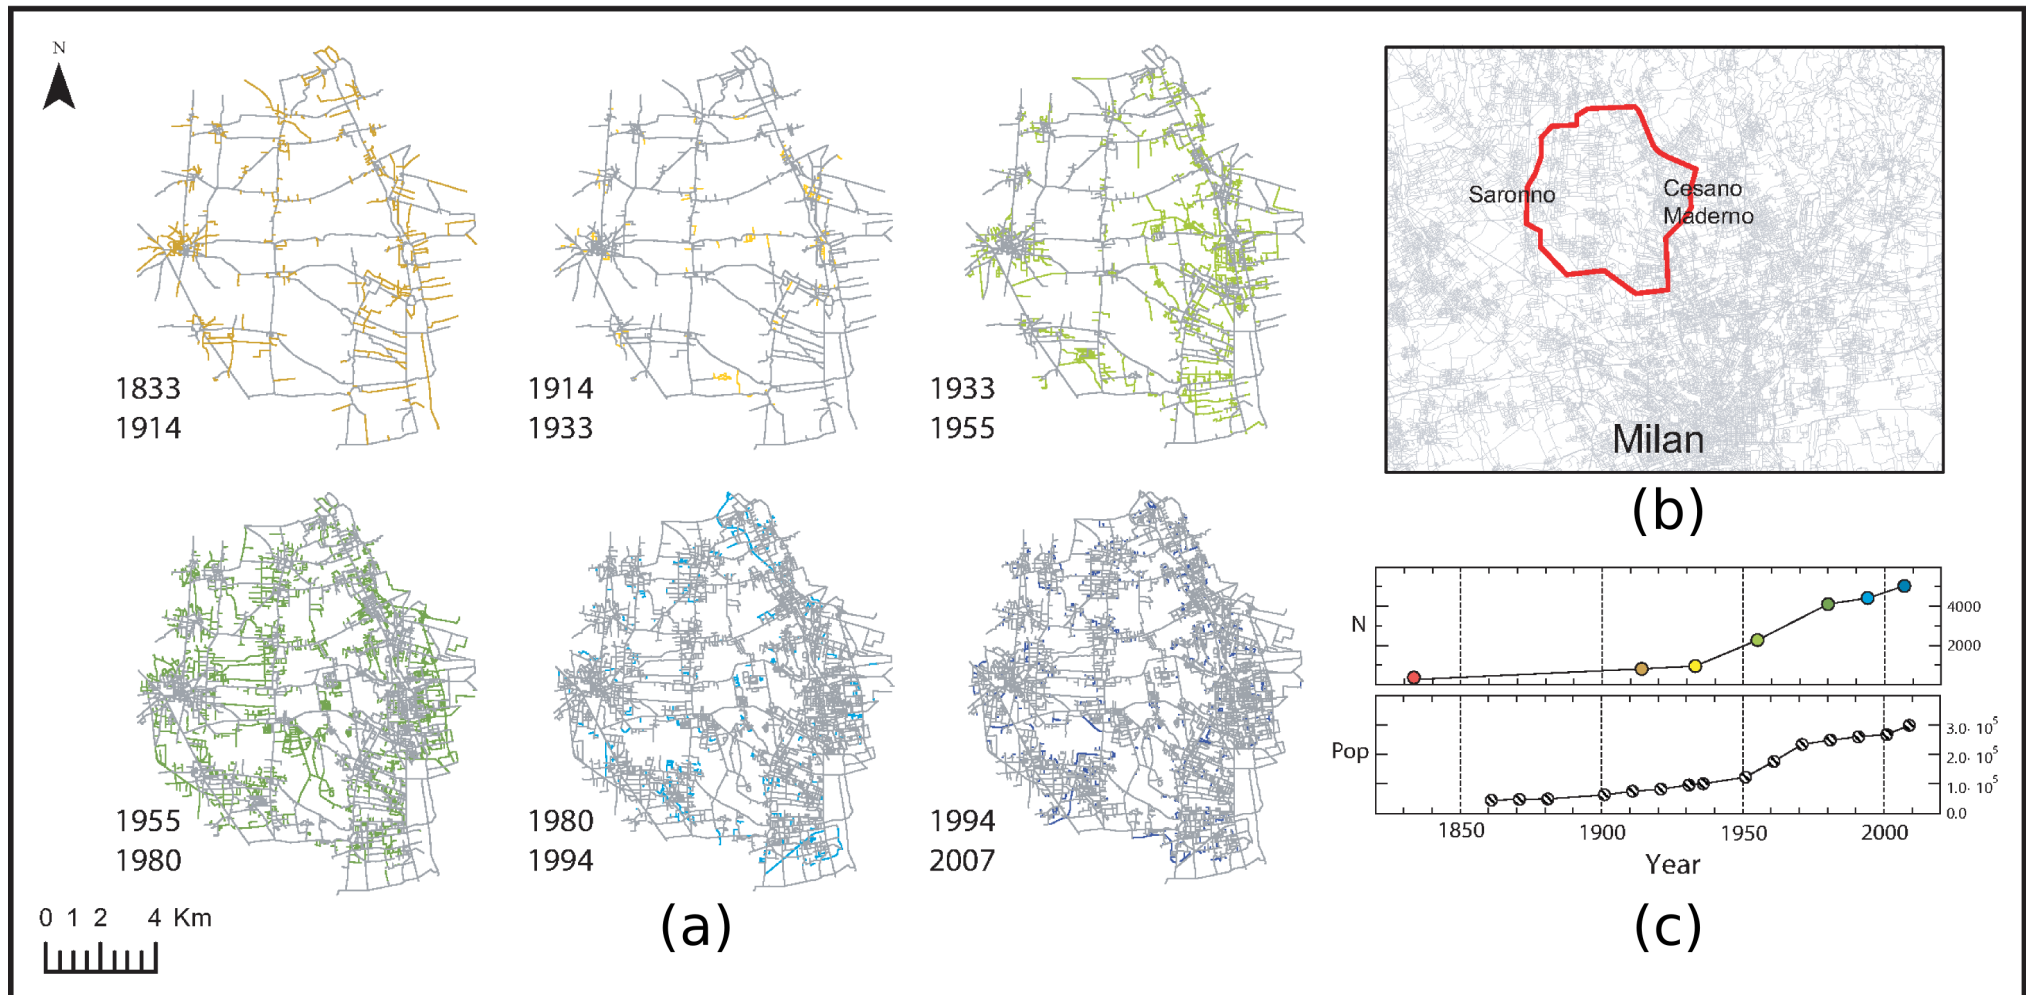 N
1833
1914
1914
1933
1933
1955
1955
1980
1980
1994
1994
2007
0 1 2 4 Km
(a)
Saronno
Cesano
Maderno
Milan
(b)
N
4000
2000
Pop
3.0· 10⁵
2.0· 10⁵
1.0· 10⁵
0.0
1850 1900 1950 2000
Year
(c)